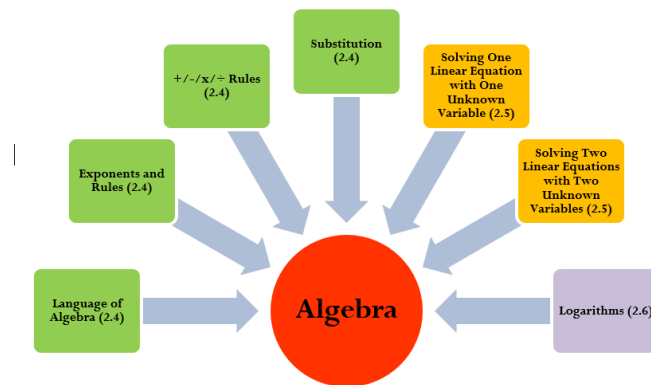 Substitution
(2.4)
Solving One
Linear Equation
with One
Unknown
Variable (2.5)
+/-/x/÷ Rules
(2.4)
Solving Two
Linear Equations
with Two
Unknown
Variables (2.5)
Exponents and
Rules (2.4)
Language of
Algebra (2.4)
Algebra
Logarithms (2.6)